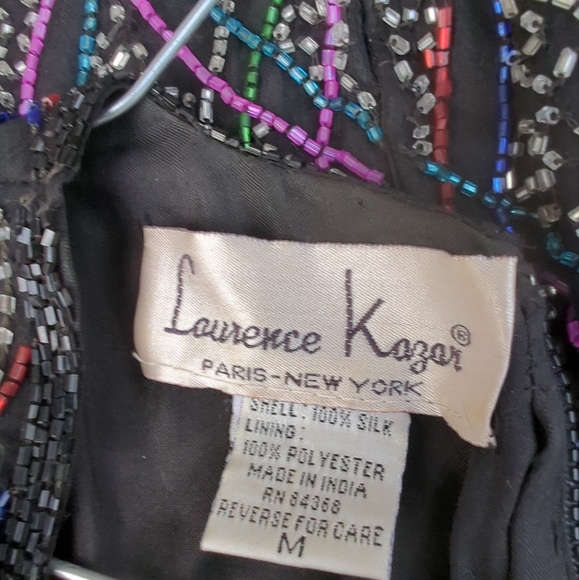 Laurence Kazar®
PARIS-NEW YORK
SHELL: 100% SILK
LINING:
100% POLYESTER
MADE IN INDIA
RN 84368
REVERSE FOR CARE
M